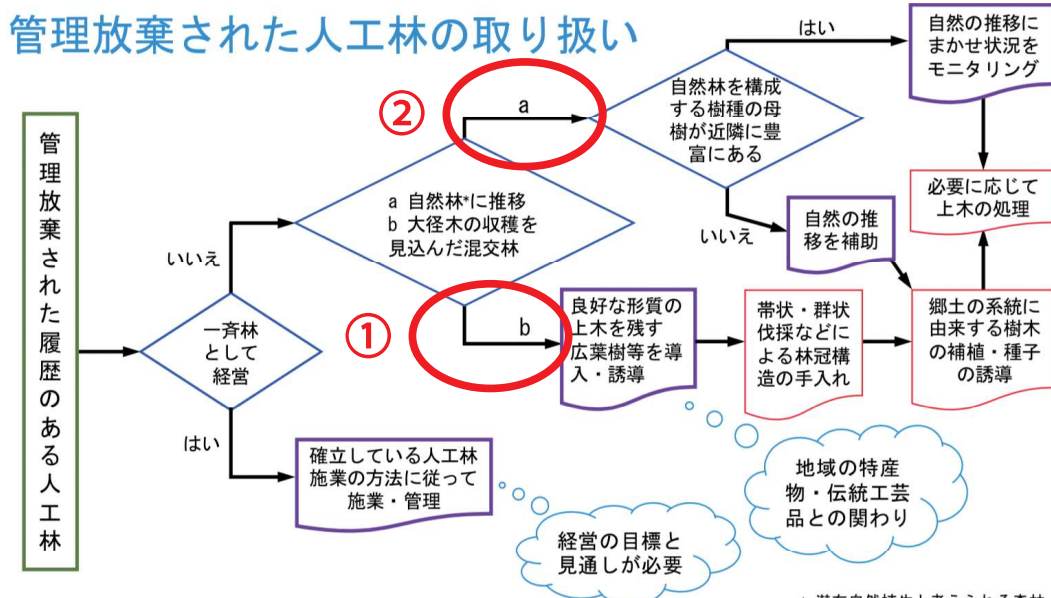 管理放棄された人工林の取り扱い
管理放棄された履歴のある人工林
一斉林
として
経営
いいえ
はい
確立している人工林
施業の方法に従って
施業・管理
経営の目標と
見通しが必要
a 自然林*に推移
b 大径木の収穫を
見込んだ混交林
②
a
①
b
自然林を構成
する樹種の母
樹が近隣に豊
富にある
はい
自然の推移に
まかせ状況を
モニタリング
いいえ
自然の推
移を補助
必要に応じて
上木の処理
良好な形質の
上木を残す
広葉樹等を導
入・誘導
帯状・群状
伐採などに
よる林冠構
造の手入れ
郷土の系統に
由来する樹木
の補植・種子
の誘導
地域の特産
物・伝統工芸
品との関わり